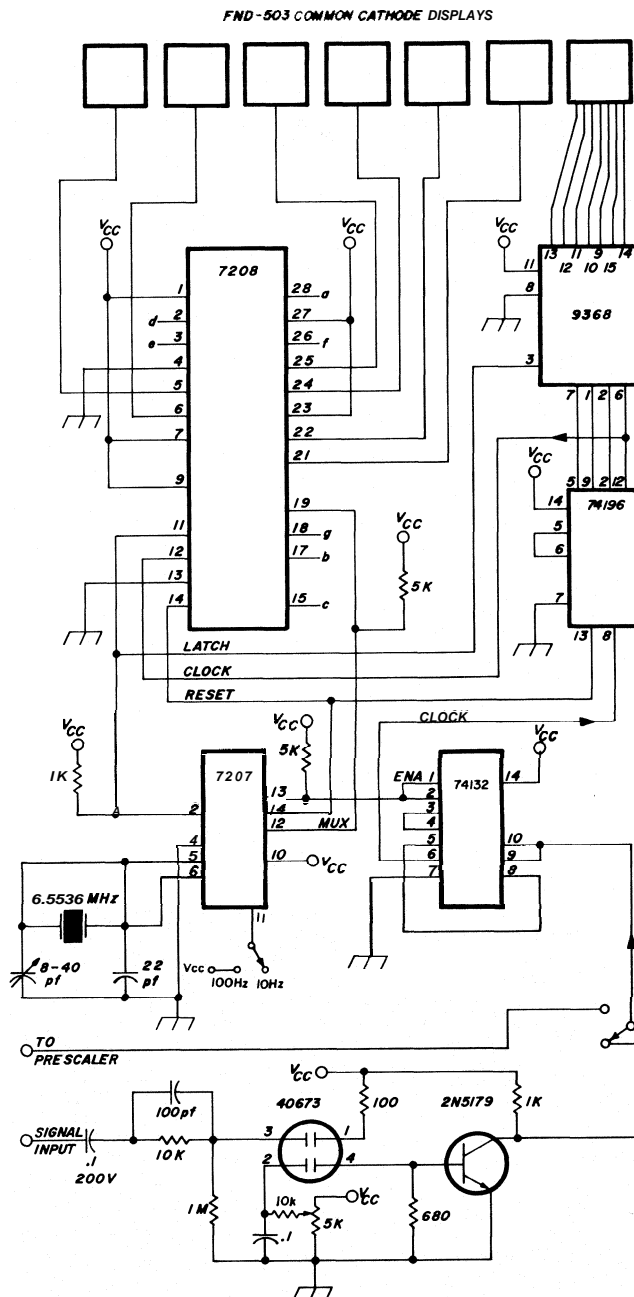 FND-503 COMMON CATHODE DISPLAYS
VCC
VCC
VCC
13 11 9 14
12 10 15
11
8
9368
3
7 1 2 6
7208
1
2
3
4
5
6
7
9
11
12
13
14
d
e
28 a
27
26 f
25
24
23
22
21
19
18 g
17 b
15 c
VCC
5K
VCC
5 9 2 12
74196
14
5
6
7
13 8
LATCH
CLOCK
RESET
CLOCK
VCC
1K
VCC
5K
7207
2
4
5
6
13
14
12
10
11
MUX
VCC
VCC
ENA
74132
1
2
3
4
5
6
7
14
10
9
8
6.5536 MHz
8-40
pf
22
pf
Vcc
100Hz
10Hz
TO
PRESCALER
VCC
100pf
40673
100
2N5179
1K
SIGNAL
INPUT
.1
200V
10K
3
1
2
4
1M
10k
VCC
5K
.1
680